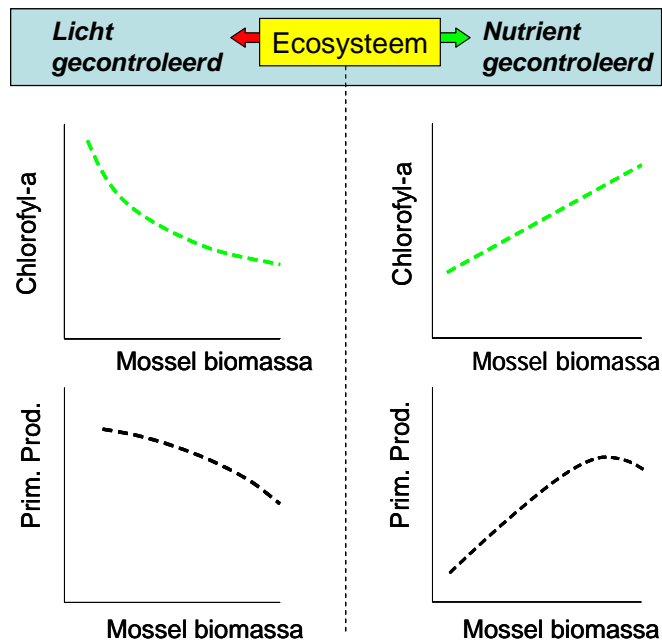 Licht
gecontroleerd
Ecosysteem
Nutrient
gecontroleerd
Chlorofyl-a
Mossel biomassa
Chlorofyl-a
Mossel biomassa
Prim. Prod.
Mossel biomassa
Prim. Prod.
Mossel biomassa